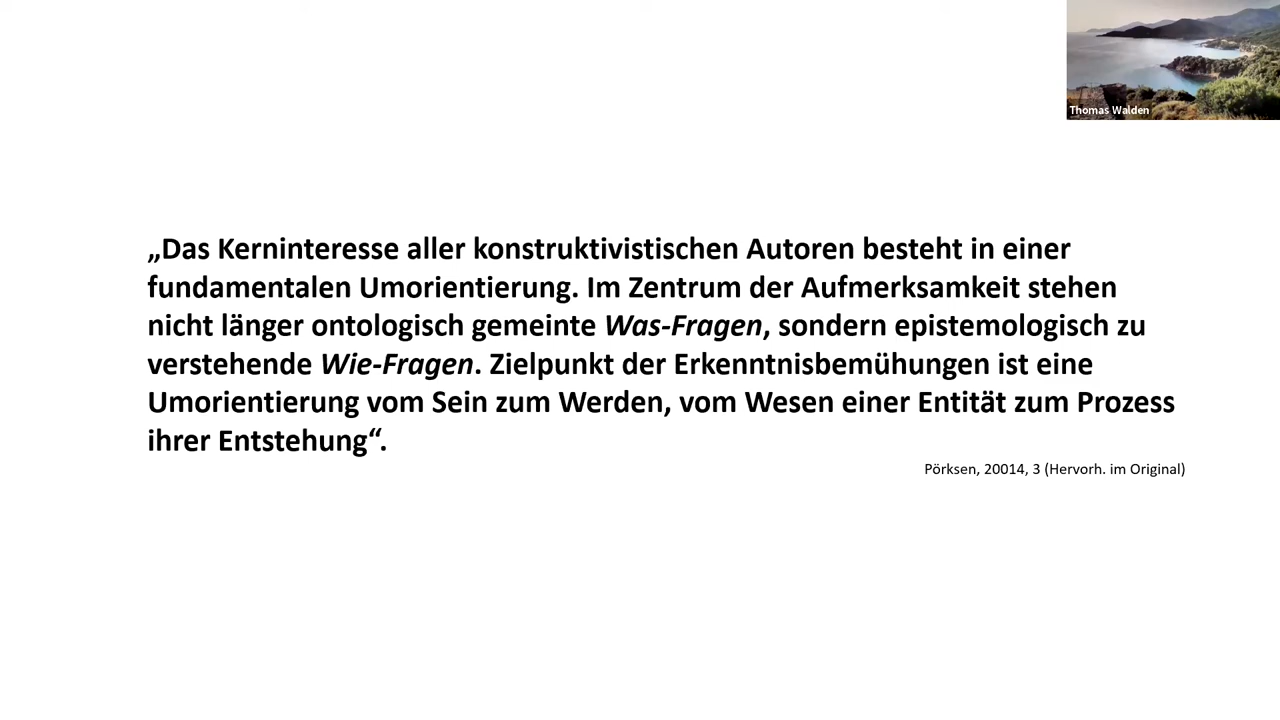 Thomas Walden
„Das Kerninteresse aller konstruktivistischen Autoren besteht in einer
fundamentalen Umorientierung. Im Zentrum der Aufmerksamkeit stehen
nicht länger ontologisch gemeinte Was-Fragen, sondern epistemologisch zu
verstehende Wie-Fragen. Zielpunkt der Erkenntnisbemühungen ist eine
Umorientierung vom Sein zum Werden, vom Wesen einer Entität zum Prozess
ihrer Entstehung“.
Pörksen, 20014, 3 (Hervorh. im Original)